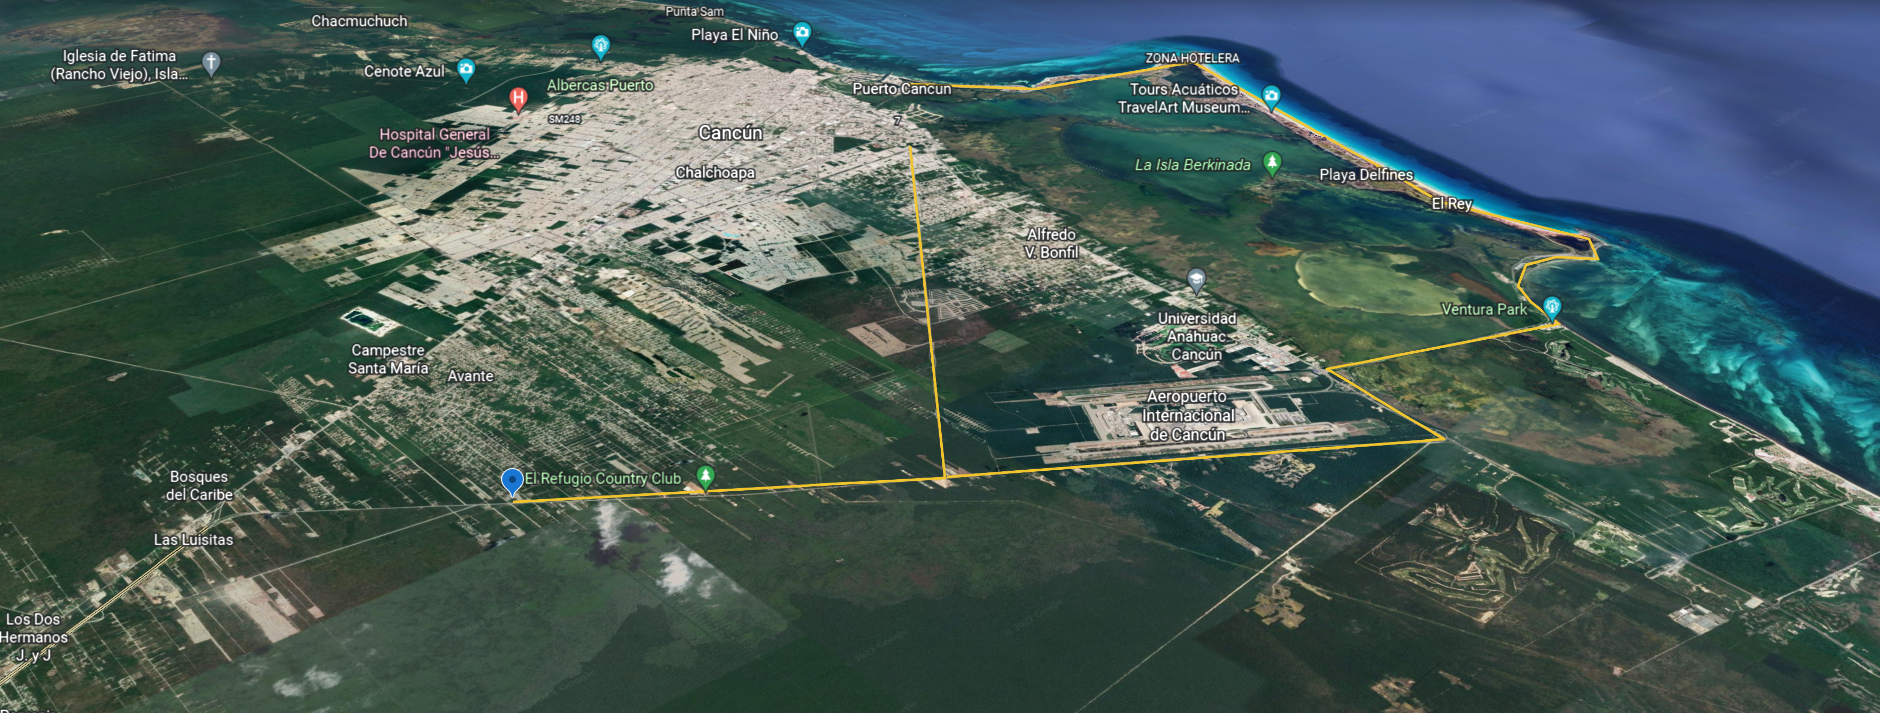 Punta Sam
Chacmuchuch
Playa El Niño
Iglesia de Fatima
(Rancho Viejo), Isla...
Cenote Azul
ZONA HOTELERA
Albercas Puerto
Puerto Cancun
Tours Acuáticos,
TravelArt Museum...
SM248
7
Hospital General
De Cancún "Jesús...
Cancún
Chalchoapa
La Isla Berkinada
Playa Delfines
El Rey
Alfredo
V. Bonfil
Ventura Park
Universidad
Anáhuac
Cancún
Campestre
Santa María
Avante
Aeropuerto
Internacional
de Cancún
Bosques
del Caribe
El Refugio Country Club
Las Luisitas
Los Dos
Hermanos
J. y J